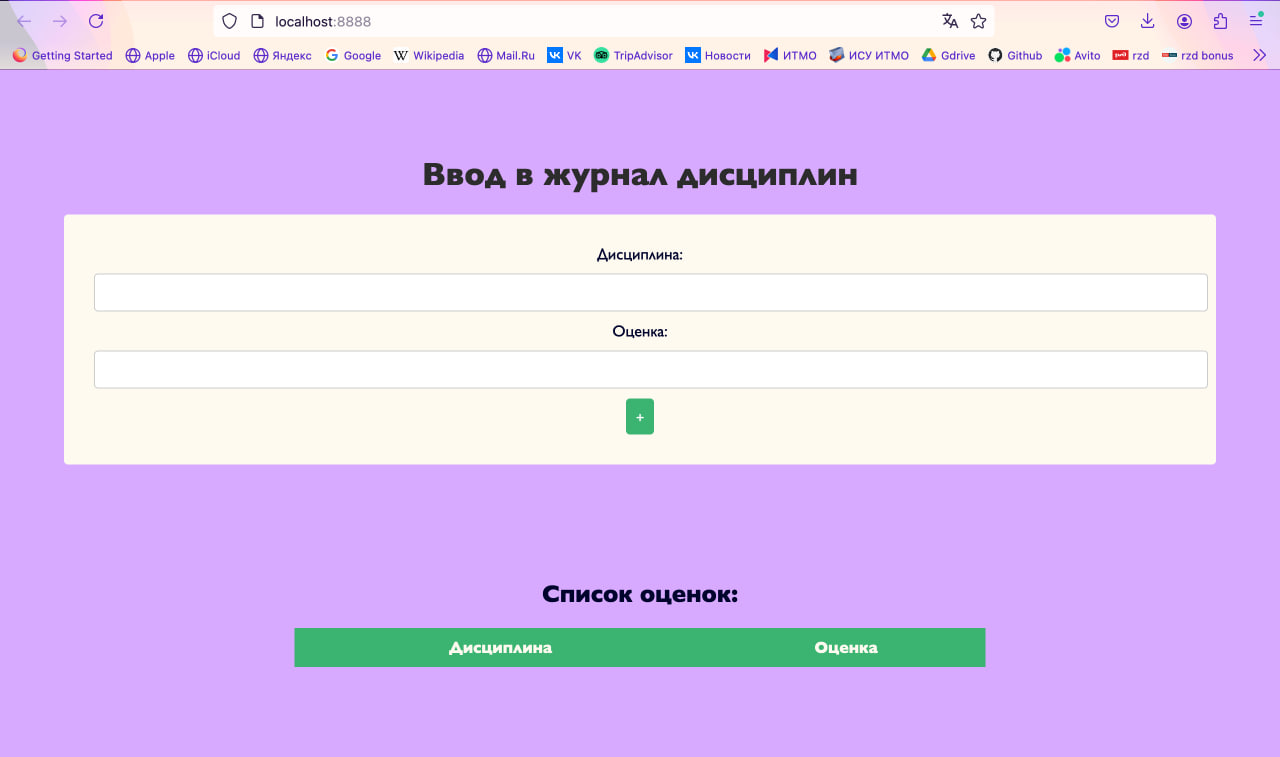 localhost:8888
Getting Started Apple iCloud Яндекс Google Wikipedia Mail.Ru VK TripAdvisor Новости ИТМО ИСУ ИТМО Gdrive Github Avito rzd rzd bonus
Ввод в журнал дисциплин
Дисциплина:
Оценка:
+
Список оценок:
Дисциплина Оценка